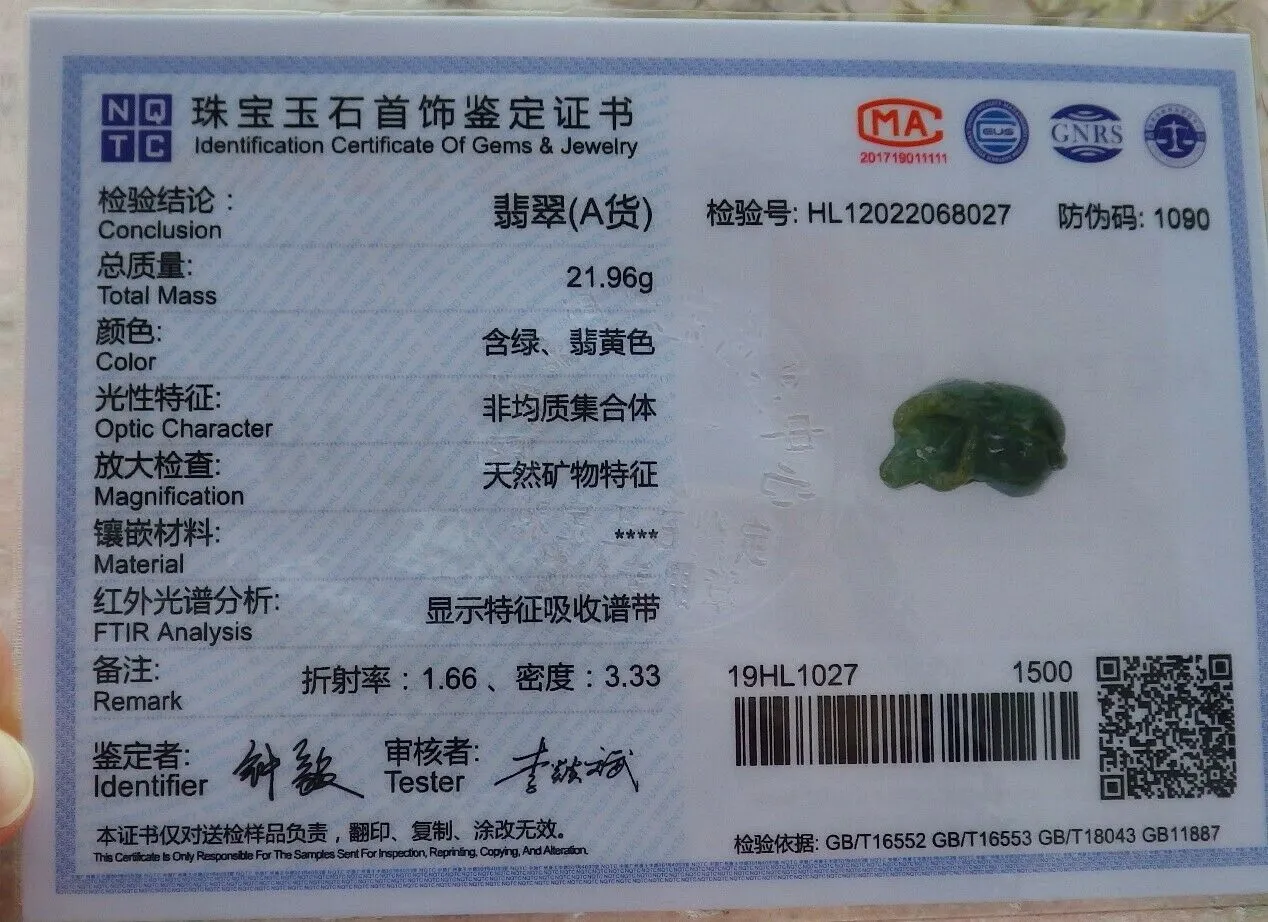 NQ
TC
珠宝玉石首饰鉴定证书
Identification Certificate Of Gems & Jewelry
MA
201719011111
GNRS
检验结论：
Conclusion
翡翠(A货)
检验号: HL12022068027
防伪码: 1090
总质量:
Total Mass
21.96g
颜色:
Color
含绿、翡黄色
光性特征:
Optic Character
非均质集合体
放大检查:
Magnification
天然矿物特征
镶嵌材料:
Material
****
红外光谱分析:
FTIR Analysis
显示特征吸收谱带
备注:
Remark
折射率：1.66 、密度：3.33
19HL1027
1500
鉴定者:
Identifier
审核者:
Tester
本证书仅对送检样品负责，翻印、复制、涂改无效。
This Certificate Is Only Responsible For The Samples Sent For Inspection, Reprinting, Copying, And Alteration.
检验依据: GB/T16552 GB/T16553 GB/T18043 GB11887